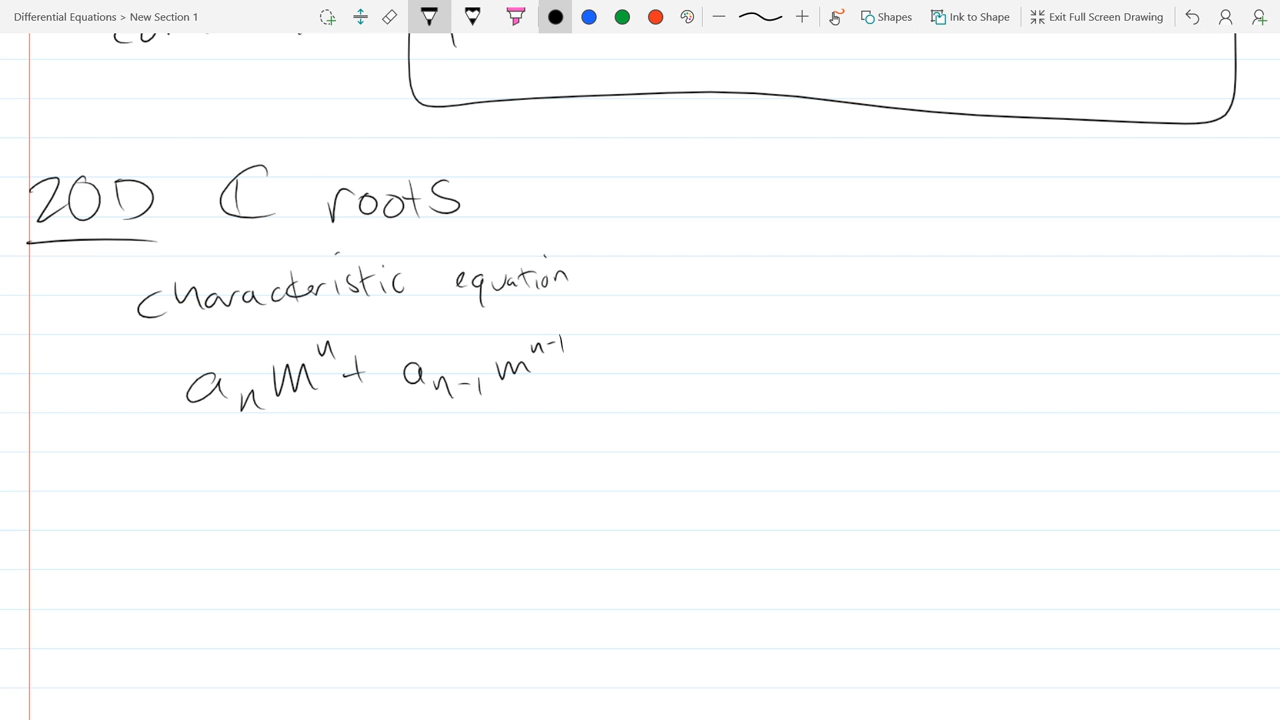 Differential Equations > New Section 1
Shapes
Ink to Shape
Exit Full Screen Drawing
20D ℂ roots
characteristic equation
aₙmⁿ + aₙ₋₁mⁿ⁻¹